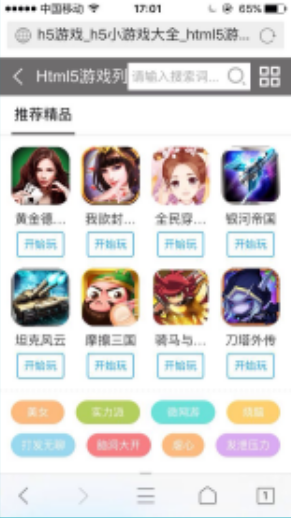 中国移动 17:01 65%
h5游戏_h5小游戏大全_html5游...
Html5游戏列 请输入搜索词...
推荐精品
黄金德... 我欲封... 全民穿... 银河帝国
开始玩 开始玩 开始玩 开始玩
坦克风云 摩擦三国 骑马与... 刀塔外传
开始玩 开始玩 开始玩 开始玩
美女 实力派 微网游 烧脑
打发无聊 脑洞大开 暖心 发泄压力
1